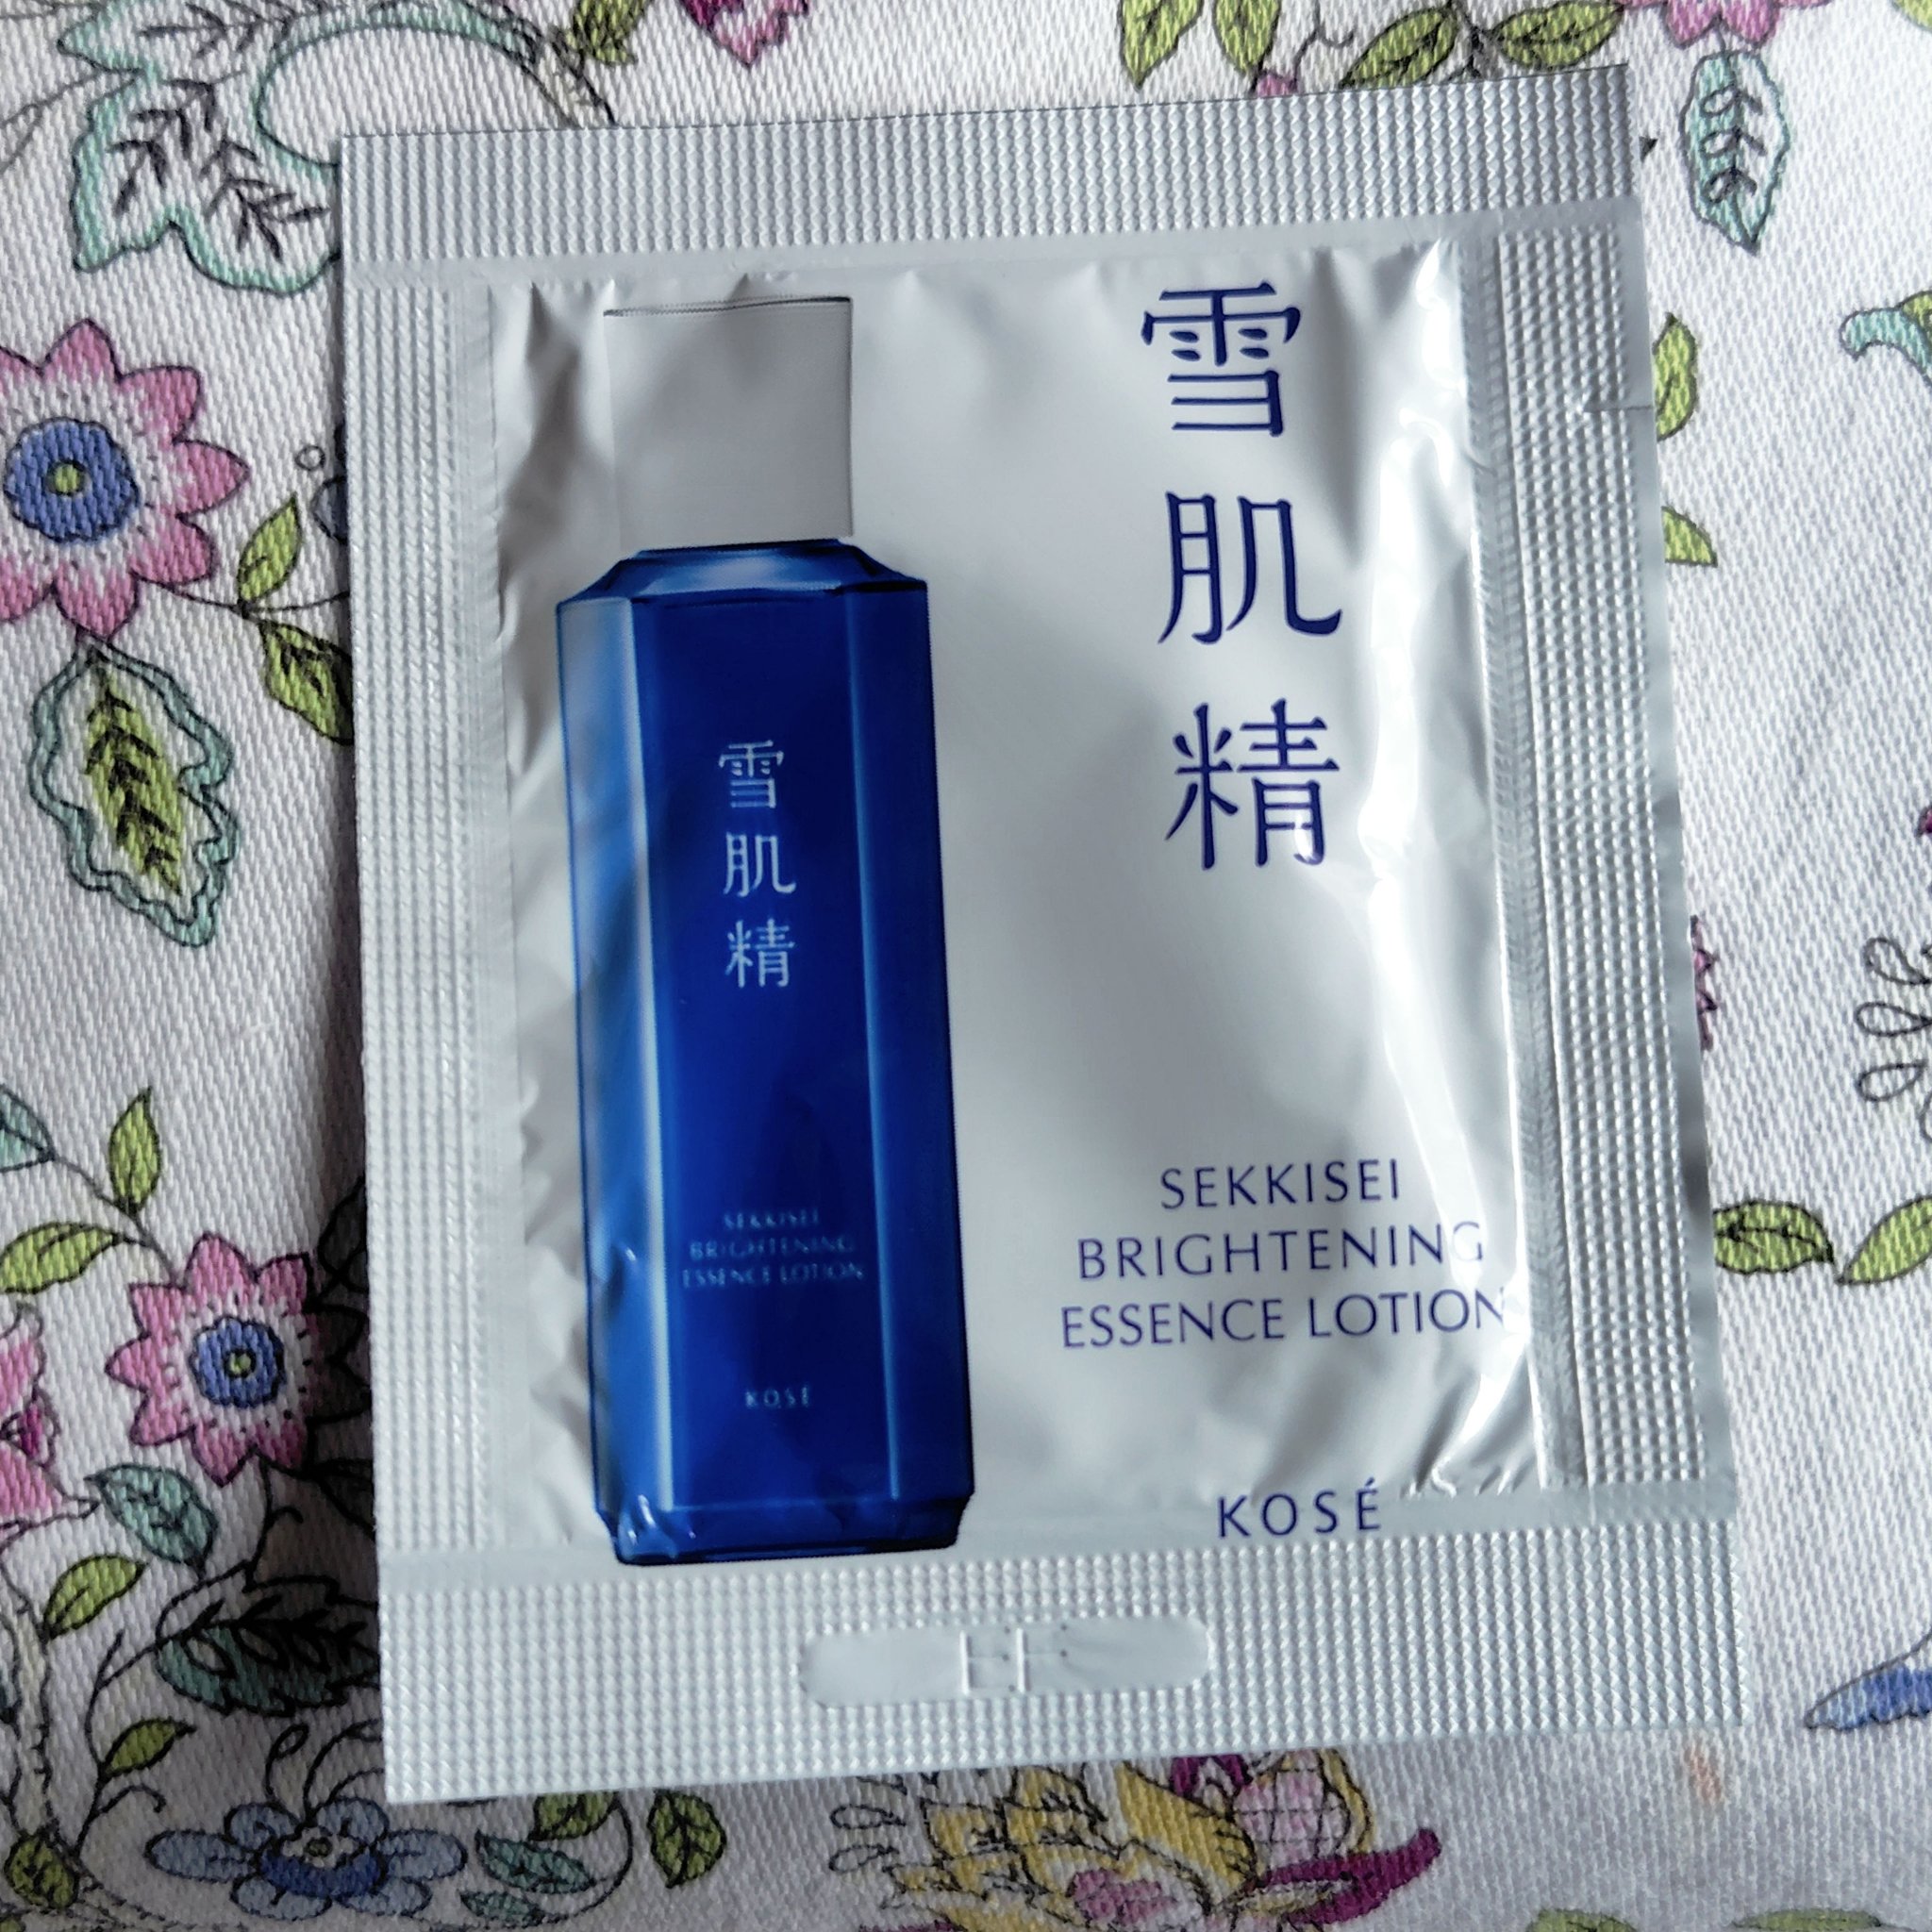 雪肌精
SEKKISEI
BRIGHTENING
ESSENCE LOTION
KOSÉ
雪肌精
SEKKISEI
BRIGHTENING
ESSENCE LOTION
KOSÉ